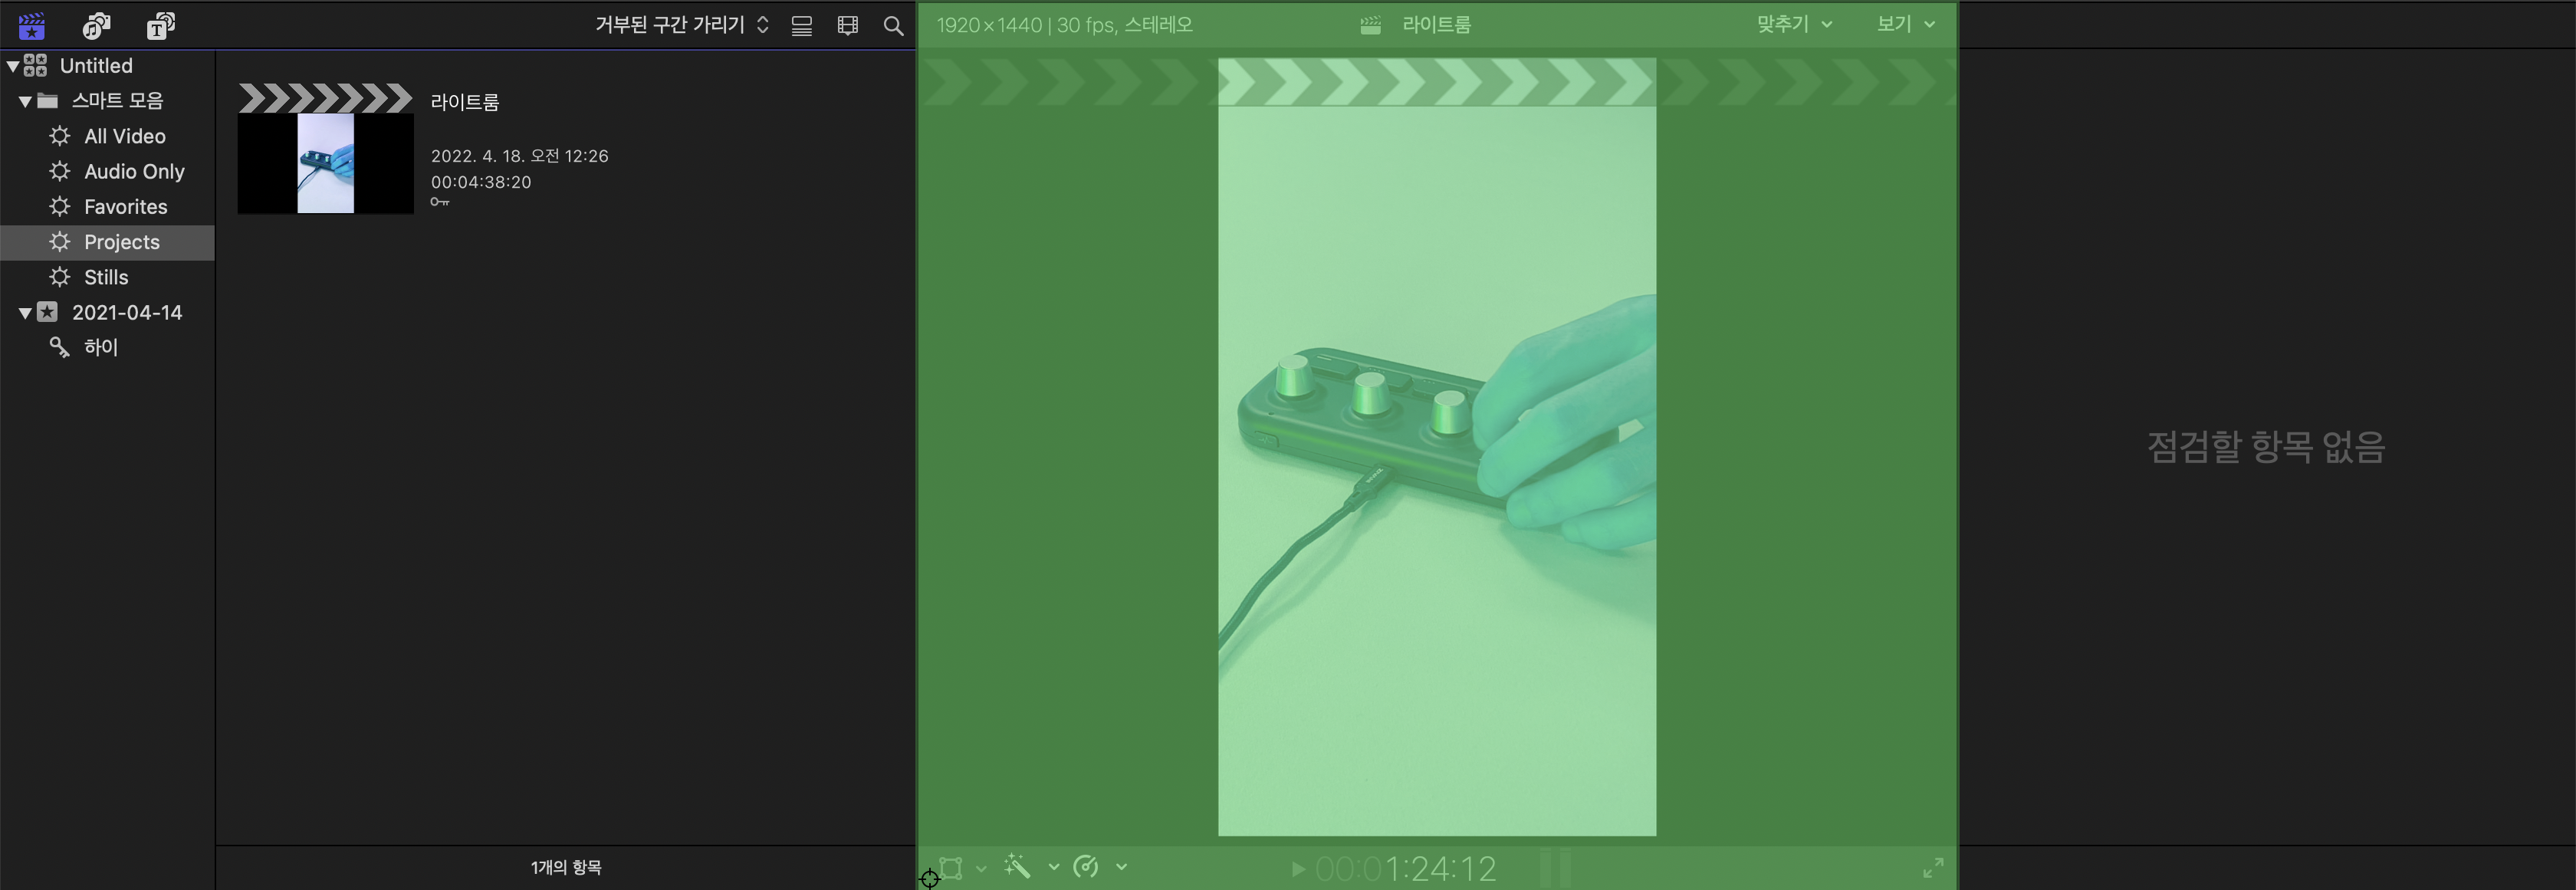 거부된 구간 가리기
1920×1440 | 30 fps, 스테레오
라이트룸
맞추기
보기
Untitled
스마트 모음
All Video
Audio Only
Favorites
Projects
Stills
2021-04-14
하이
라이트룸
2022. 4. 18. 오전 12:26
00:04:38:20
점검할 항목 없음
1개의 항목
00:01:24:12